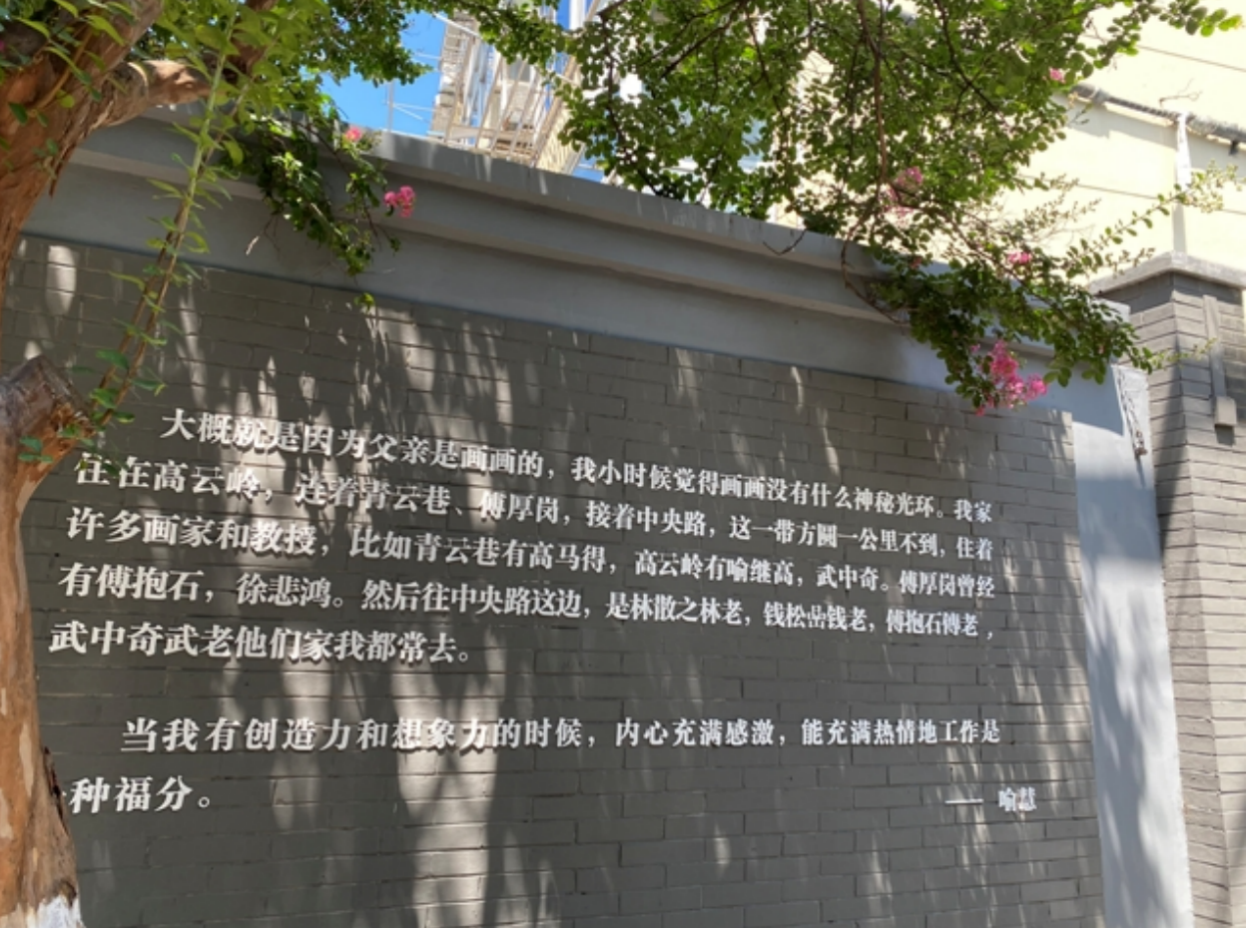 大概就是因为父亲是画画的，我小时候觉得画画没有什么神秘光环。我家
住在高云岭，连着青云巷、傅厚岗，接着中央路，这一带方圆一公里不到，住着
许多画家和教授，比如青云巷有高马得，高云岭有喻继高，武中奇。傅厚岗曾经
有傅抱石，徐悲鸿。然后往中央路这边，是林散之林老，钱松喦钱老，傅抱石傅老，
武中奇武老他们家我都常去。
当我有创造力和想象力的时候，内心充满感激，能充满热情地工作是
一种福分。
—— 喻慧